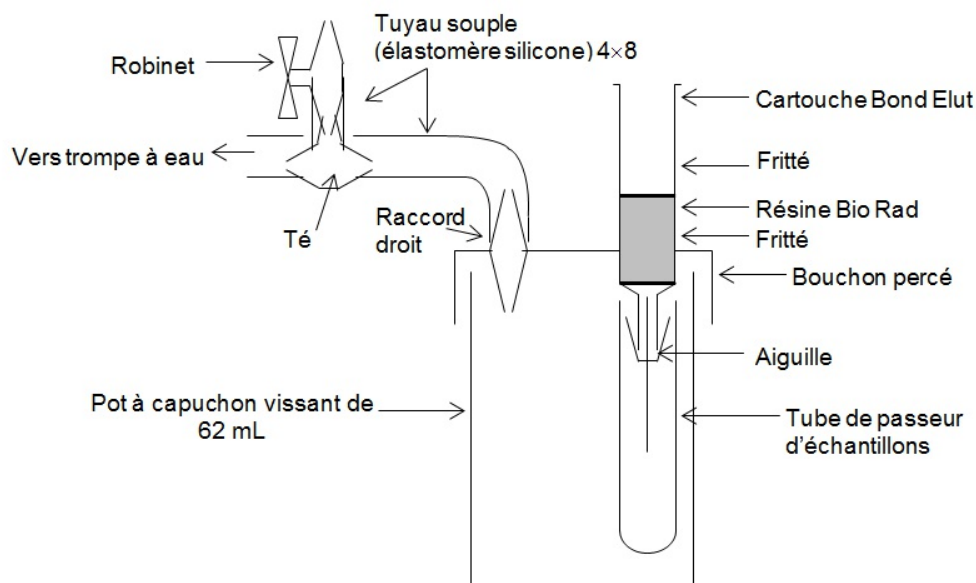 Tuyau souple
(élastomère silicone) 4×8
Robinet
Cartouche Bond Elut
Vers trompe à eau
Fritté
Té
Raccord
droit
Résine Bio Rad
Fritté
Bouchon percé
Aiguille
Pot à capuchon vissant de
62 mL
Tube de passeur
d'échantillons